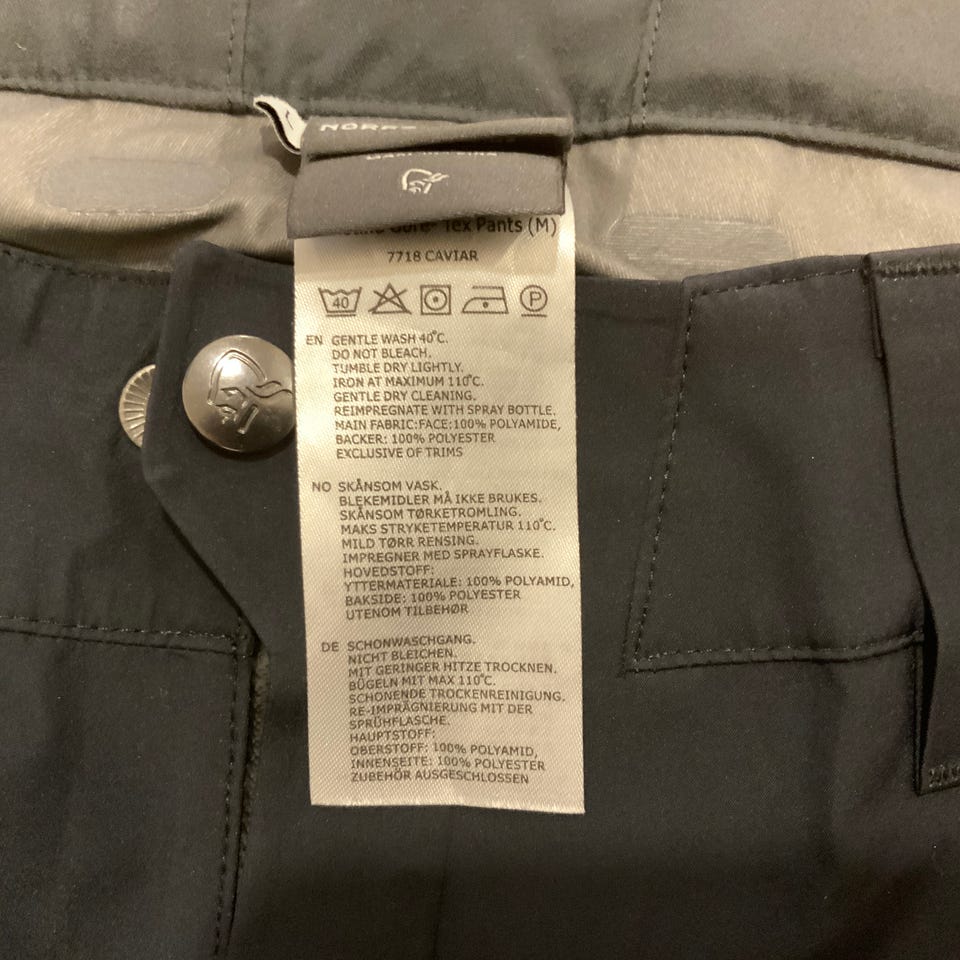 Gore-Tex Pants (M)
7718 CAVIAR
40 P
EN GENTLE WASH 40°C.
DO NOT BLEACH.
TUMBLE DRY LIGHTLY.
IRON AT MAXIMUM 110°C.
GENTLE DRY CLEANING.
REIMPREGNATE WITH SPRAY BOTTLE.
MAIN FABRIC:FACE:100% POLYAMIDE,
BACKER: 100% POLYESTER
EXCLUSIVE OF TRIMS
NO SKÅNSOM VASK.
BLEKEMIDLER MÅ IKKE BRUKES.
SKÅNSOM TØRKETROMLING.
MAKS STRYKETEMPERATUR 110°C.
MILD TØRR RENSING.
IMPREGNER MED SPRAYFLASKE.
HOVEDSTOFF:
YTTERMATERIALE: 100% POLYAMID,
BAKSIDE: 100% POLYESTER
UTENOM TILBEHØR
DE SCHONWASCHGANG.
NICHT BLEICHEN.
MIT GERINGER HITZE TROCKNEN.
BÜGELN MIT MAX 110°C.
SCHONENDE TROCKENREINIGUNG.
RE-IMPRÄGNIERUNG MIT DER
SPRÜHFLASCHE.
HAUPTSTOFF:
OBERSTOFF: 100% POLYAMID,
INNENSEITE: 100% POLYESTER
ZUBEHÖR AUSGESCHLOSSEN